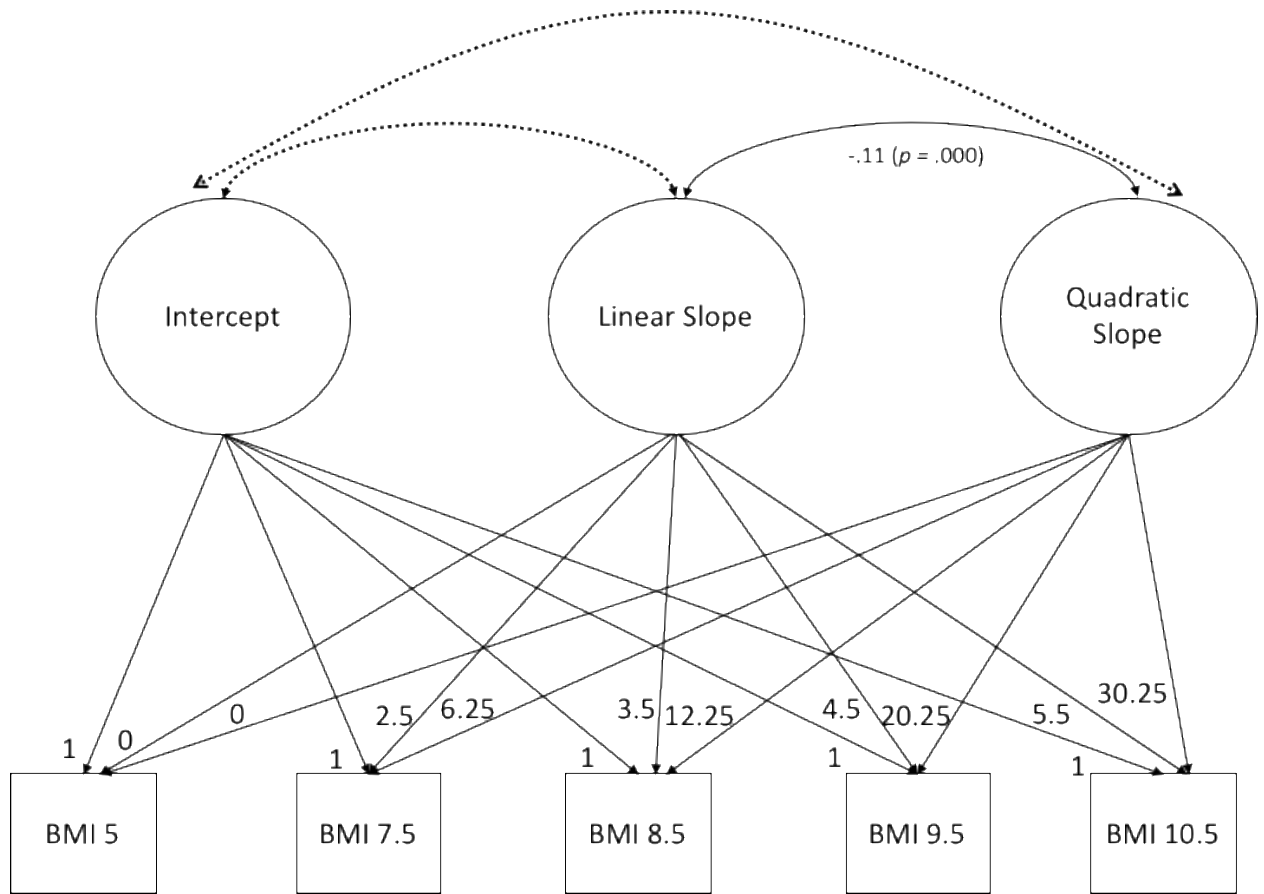 -.11 (p = .000)
Intercept
Linear Slope
Quadratic
Slope
1
0
0
1
2.5
6.25
1
3.5
12.25
1
4.5
20.25
1
5.5
30.25
BMI 5
BMI 7.5
BMI 8.5
BMI 9.5
BMI 10.5